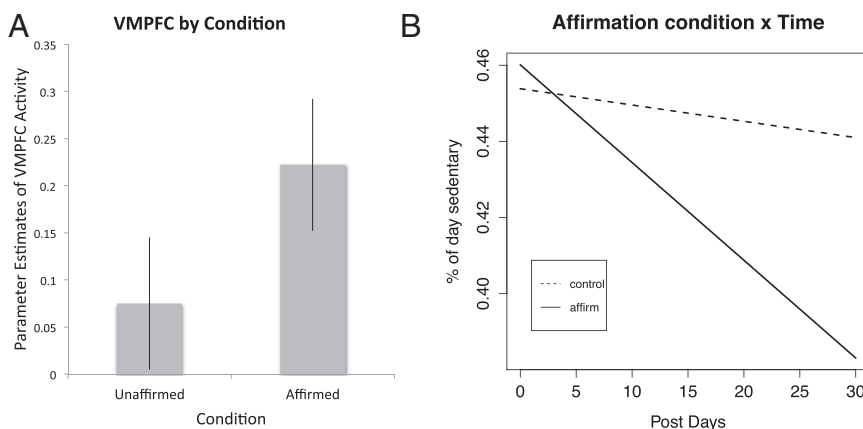 A
VMPFC by Condition
Parameter Estimates of VMPFC Activity
0.35
0.3
0.25
0.2
0.15
0.1
0.05
0
Unaffirmed
Affirmed
Condition
B
Affirmation condition x Time
% of day sedentary
0.46
0.44
0.42
0.40
control
affirm
0
5
10
15
20
25
30
Post Days